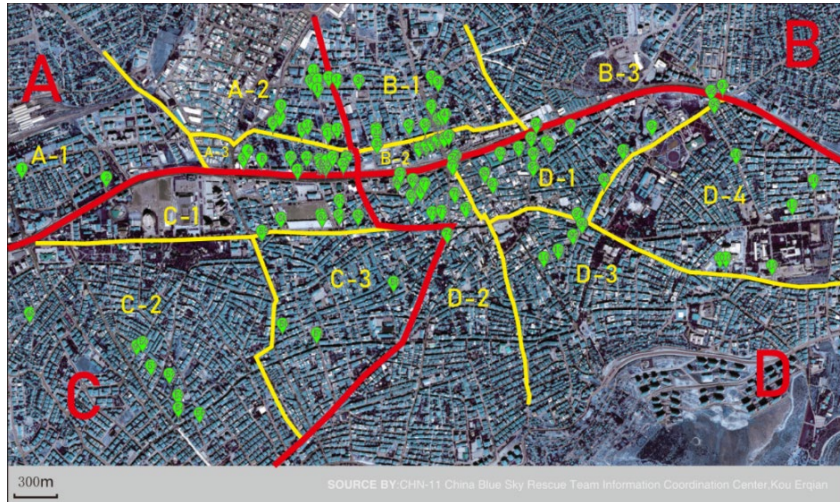 A
B
B-3
A-2
B-1
A-1
A-3
B-2
D-1
D-4
C-1
C-3
D-3
C-2
D-2
C
D
300m
SOURCE BY:CHN-11 China Blue Sky Rescue Team Information Coordination Center,Kou Erqian